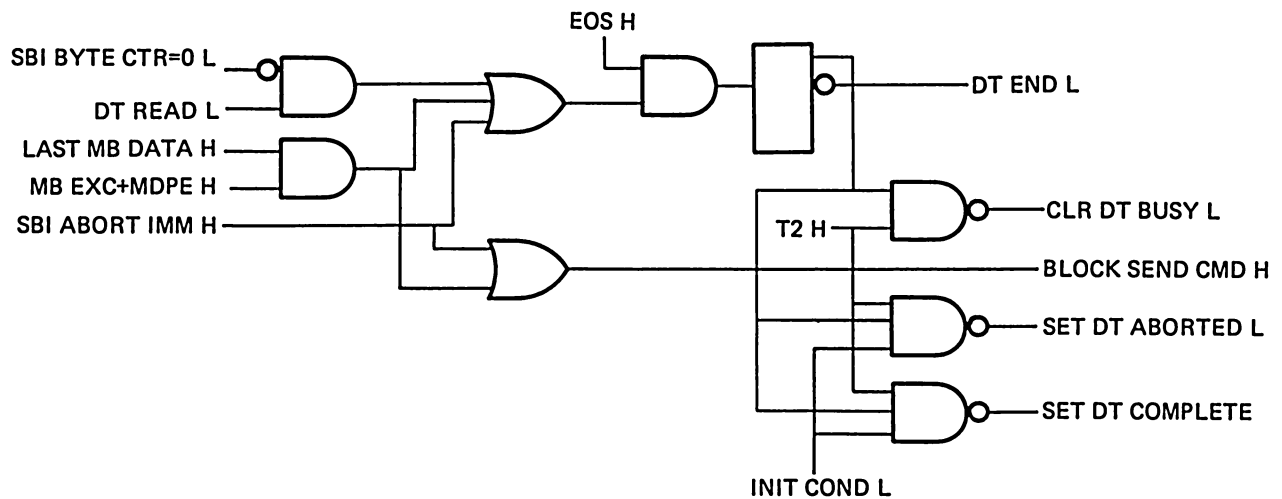 EOS H
SBI BYTE CTR=0 L
DT READ L
DT END L
LAST MB DATA H
MB EXC+MDPE H
SBI ABORT IMM H
T2 H
CLR DT BUSY L
BLOCK SEND CMD H
SET DT ABORTED L
SET DT COMPLETE
INIT COND L